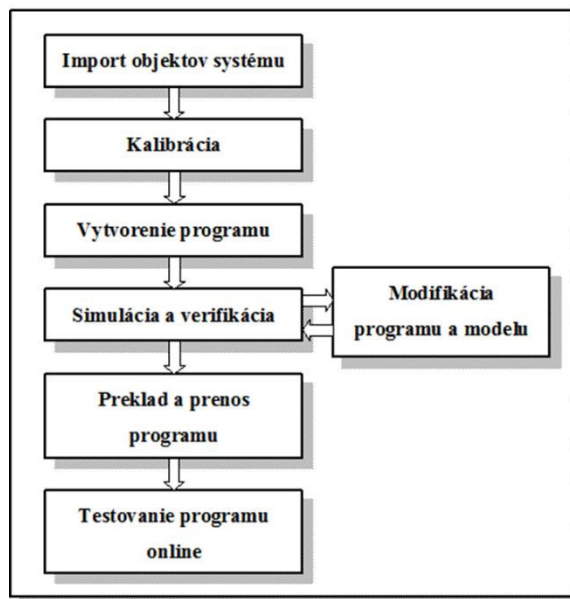 Import objektov systému
Kalibrácia
Vytvorenie programu
Simulácia a verifikácia
Modifikácia
programu a modelu
Preklad a prenos
programu
Testovanie programu
online